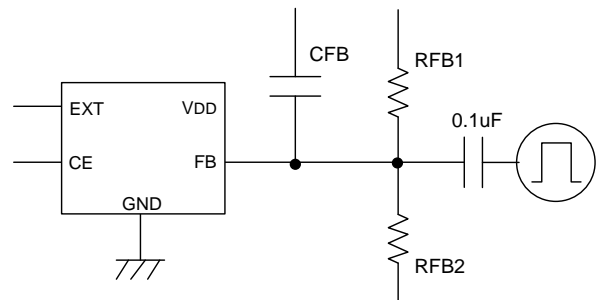 CFB
RFB1
EXT
VDD
0.1uF
CE
FB
GND
RFB2